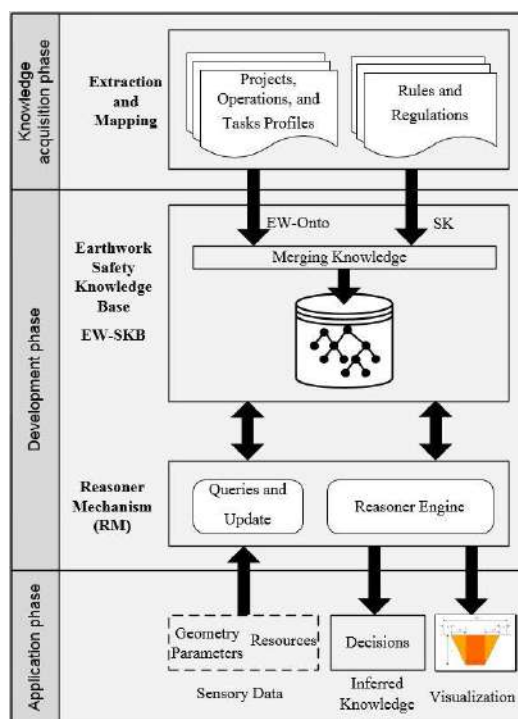 Knowledge
acquisition phase
Extraction
and
Mapping
Projects,
Operations, and
Tasks Profiles
Rules and
Regulations
Development phase
EW-Onto
SK
Earthwork
Safety
Knowledge
Base
EW-SKB
Merging Knowledge
Reasoner
Mechanism
(RM)
Queries and
Update
Reasoner Engine
Application phase
Geometry
Parameters
Resources
Sensory Data
Decisions
Inferred
Knowledge
Visualization